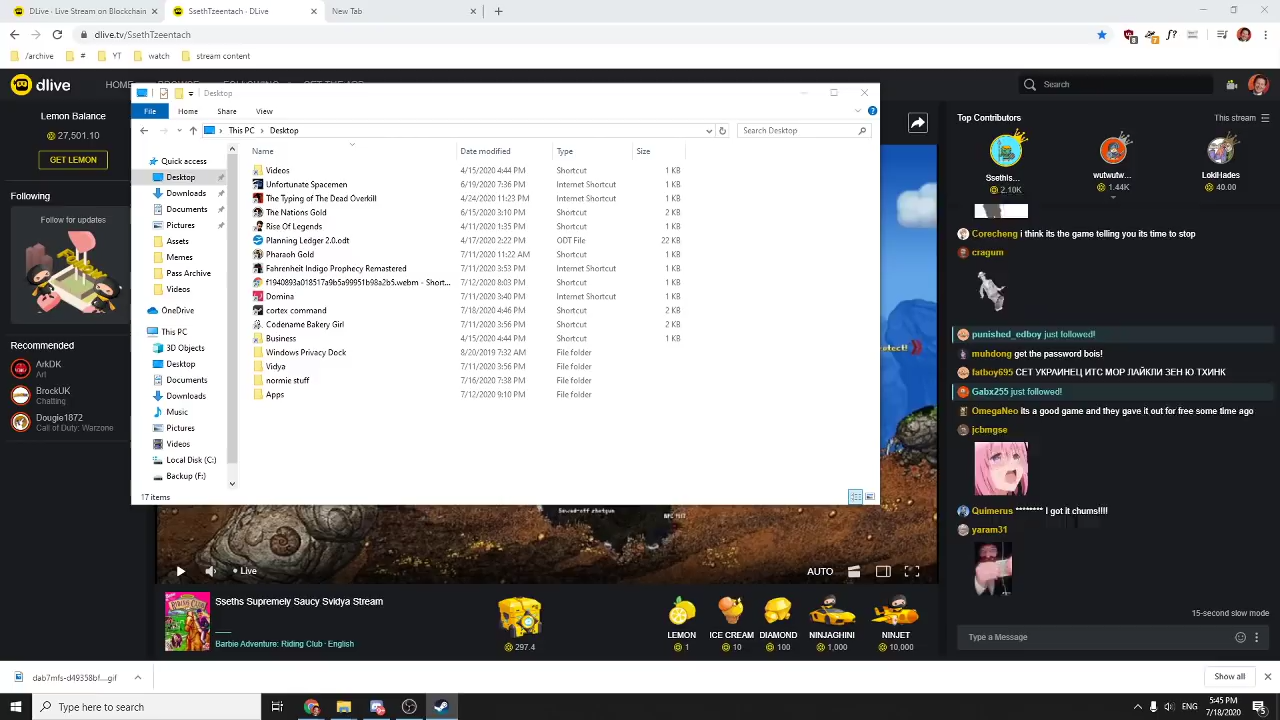 DLive · Live Stream on Blockchain
SsethTzeentach - DLive
New Tab
dlive.tv/SsethTzeentach
/archive
#
YT
watch
stream content
dlive
HOME
Search
Desktop
File
Home
Share
View
This PC
Desktop
Search Desktop
Name
Date modified
Type
Size
Quick access
Desktop
Downloads
Documents
Pictures
Assets
Memes
Pass Archive
Videos
OneDrive
This PC
3D Objects
Desktop
Documents
Downloads
Music
Pictures
Videos
Local Disk (C:)
Backup (F:)
Videos 4/15/2020 4:44 PM Shortcut 1 KB
Unfortunate Spacemen 6/19/2020 7:36 PM Internet Shortcut 1 KB
The Typing of The Dead Overkill 4/24/2020 11:23 PM Internet Shortcut 1 KB
The Nations Gold 6/15/2020 3:10 PM Shortcut 2 KB
Rise Of Legends 4/11/2020 1:35 PM Shortcut 1 KB
Planning Ledger 2.0.odt 4/17/2020 2:22 PM ODT File 22 KB
Pharaoh Gold 7/11/2020 11:22 AM Shortcut 1 KB
Fahrenheit Indigo Prophecy Remastered 7/11/2020 3:53 PM Internet Shortcut 1 KB
f1940893a018517a9b5a99951b98a2b5.webm - Short... 7/12/2020 8:03 PM Shortcut 1 KB
Domina 7/11/2020 3:40 PM Internet Shortcut 1 KB
cortex command 7/18/2020 4:46 PM Shortcut 2 KB
Codename Bakery Girl 7/11/2020 3:56 PM Shortcut 2 KB
Business 4/15/2020 4:44 PM Shortcut 1 KB
Windows Privacy Dock 8/20/2019 7:32 AM File folder
Vidya 7/11/2020 3:56 PM File folder
normie stuff 7/16/2020 7:38 PM File folder
Apps 7/12/2020 9:10 PM File folder
17 items
Lemon Balance
27,501.10
GET LEMON
Following
Follow for updates
Recommended
ArkDK
Art
BrockUK
Chatting
Dougie1872
Call of Duty: Warzone
Sawed-off shotgun
Live
AUTO
Sseths Supremely Saucy Svidya Stream
Barbie Adventure: Riding Club · English
297.4
LEMON
1
ICE CREAM
10
DIAMOND
100
NINJAGHINI
1,000
NINJET
10,000
Top Contributors
This stream
Ssethls...
2.10K
wutwutw...
1.44K
LokiHades
40.00
Corecheng i think its the game telling you its time to stop
cragum
punished_edboy just followed!
muhdong get the password bois!
fatboy695 СЕТ УКРАИНЕЦ ИТС МОР ЛАЙКЛИ ЗЕН Ю ТХИНК
Gabx255 just followed!
OmegaNeo its a good game and they gave it out for free some time ago
jcbmgse
Quimerus ******** I got it chums!!!!
yaram31
15-second slow mode
Type a Message
dab7mfs-d49358bf....gif
Show all
Type here to search
ENG
5:45 PM
7/18/2020
5